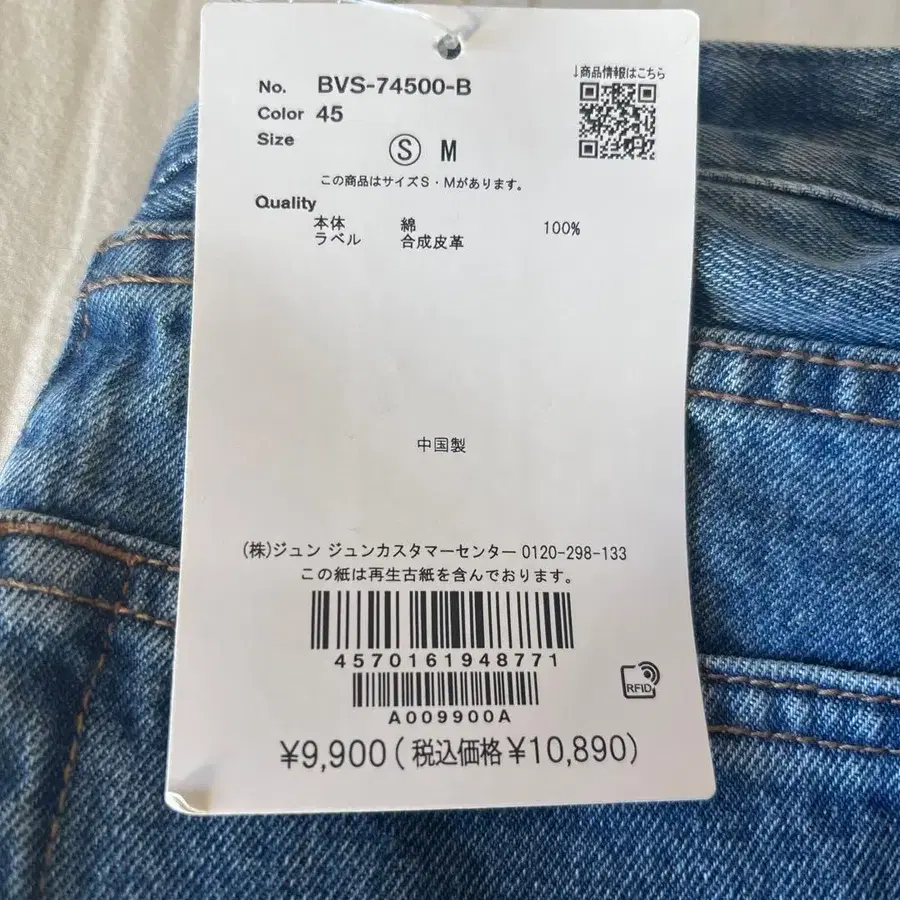 ↓商品情報はこちら
No. BVS-74500-B
Color 45
Size
Ⓢ M
この商品はサイズS・Mがあります。
Quality
本体 綿 100%
ラベル 合成皮革
中国製
(株)ジュン ジュンカスタマーセンター 0120-298-133
この紙は再生古紙を含んでおります。
4570161948771
RFID
A009900A
¥9,900(税込価格¥10,890)